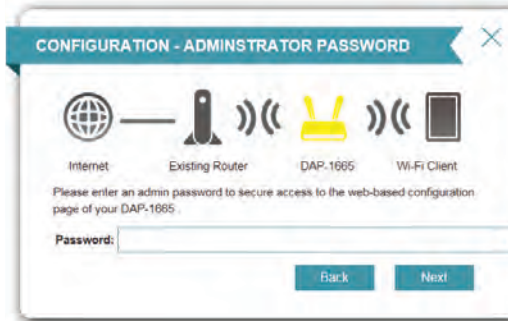 CONFIGURATION - ADMINSTRATOR PASSWORD
Internet Existing Router DAP-1665 Wi-Fi Client
Please enter an admin password to secure access to the web-based configuration
page of your DAP-1665 .
Password:
Back Next